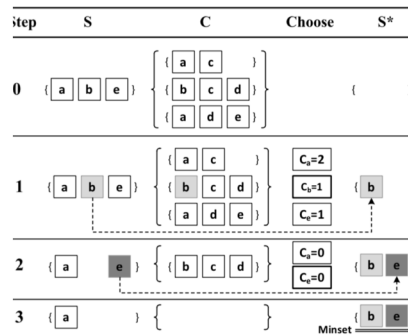 Step S C Choose S*
{ a c }
0 { a b e } { b c d } {
{ a d e }
{ a c } Ca=2
1 { a b e } { b c d } Cb=1 { b
{ a d e } Ce=1
Ca=0
2 { a e } { b c d } { b e
Ce=0
3 { a } { } { b e
Minset